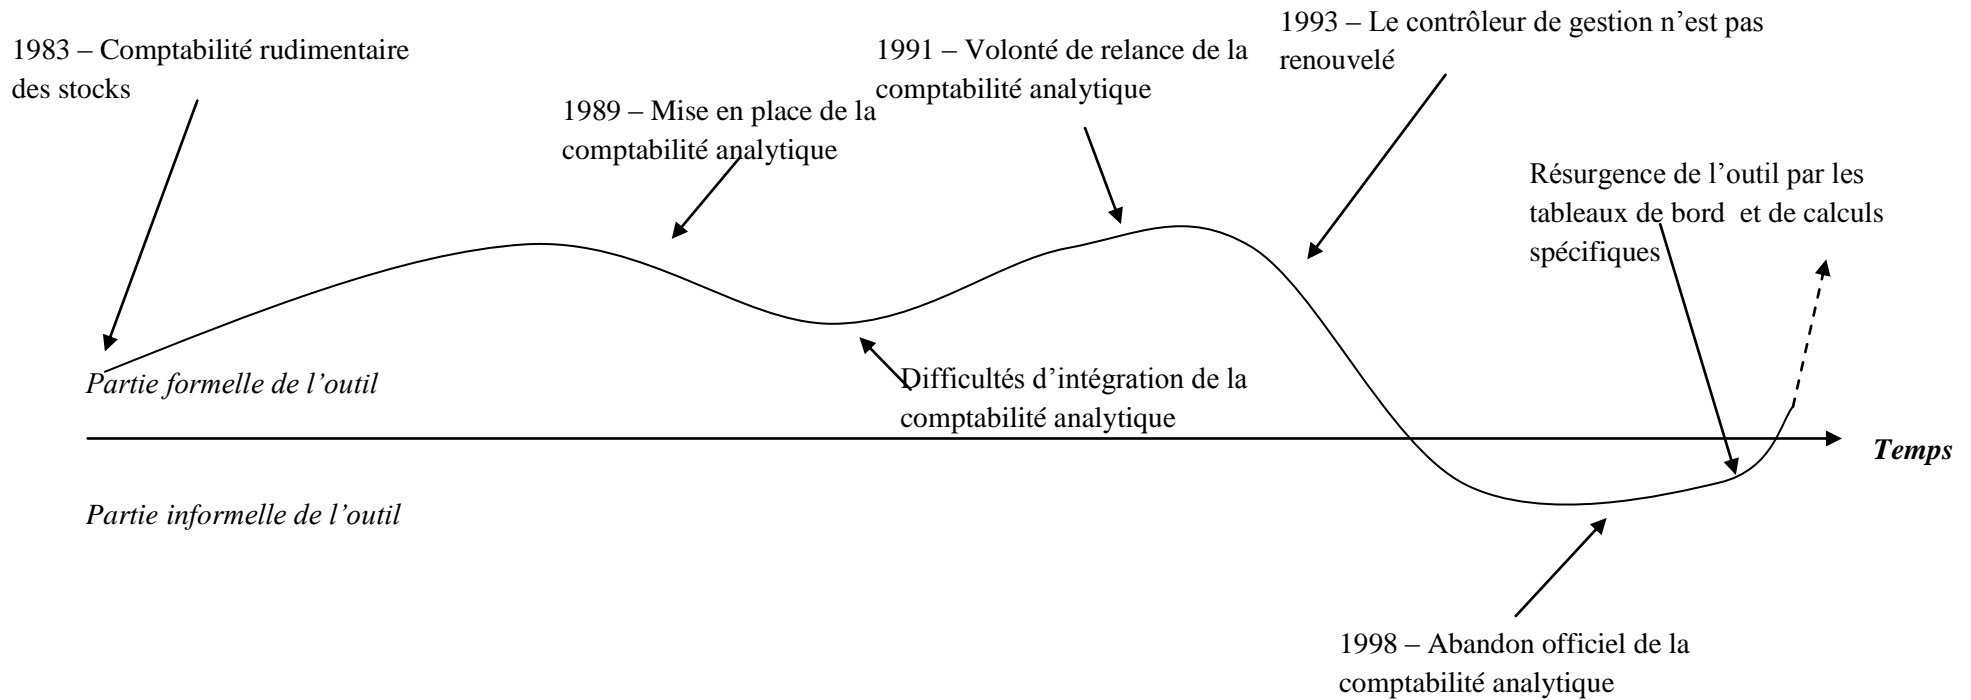 1983 – Comptabilité rudimentaire
des stocks
1989 – Mise en place de la
comptabilité analytique
1991 – Volonté de relance de la
comptabilité analytique
1993 – Le contrôleur de gestion n’est pas
renouvelé
Résurgence de l’outil par les
tableaux de bord et de calculs
spécifiques
Partie formelle de l’outil
Difficultés d’intégration de la
comptabilité analytique
Temps
Partie informelle de l’outil
1998 – Abandon officiel de la
comptabilité analytique